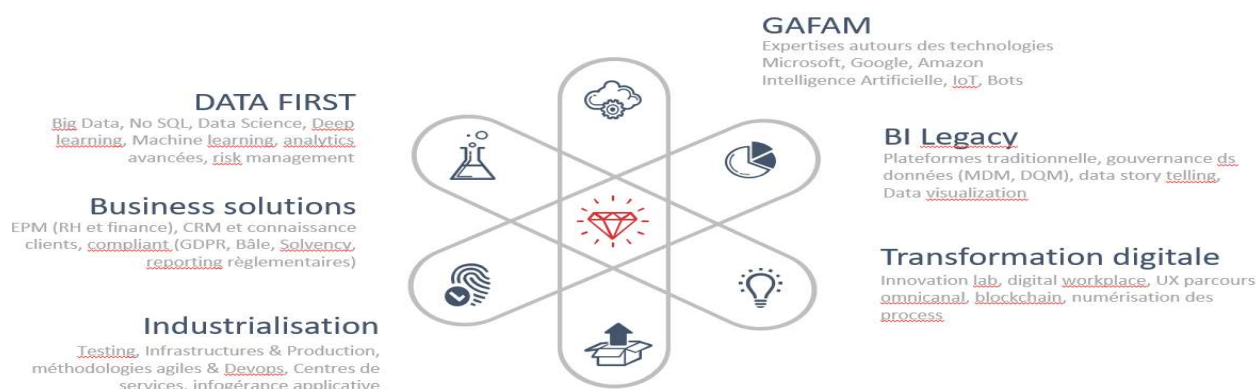 GAFAM
Expertises autours des technologies
Microsoft, Google, Amazon
Intelligence Artificielle, IoT, Bots
DATA FIRST
Big Data, No SQL, Data Science, Deep
learning, Machine learning, analytics
avancées, risk management
BI Legacy
Plateformes traditionnelle, gouvernance ds
données (MDM, DQM), data story telling,
Data visualization
Business solutions
EPM (RH et finance), CRM et connaissance
clients, compliant (GDPR, Bâle, Solvency,
reporting règlementaires)
Transformation digitale
Innovation lab, digital workplace, UX parcours
omnicanal, blockchain, numérisation des
process
Industrialisation
Testing, Infrastructures & Production,
méthodologies agiles & Devops, Centres de
services, infogérance applicative